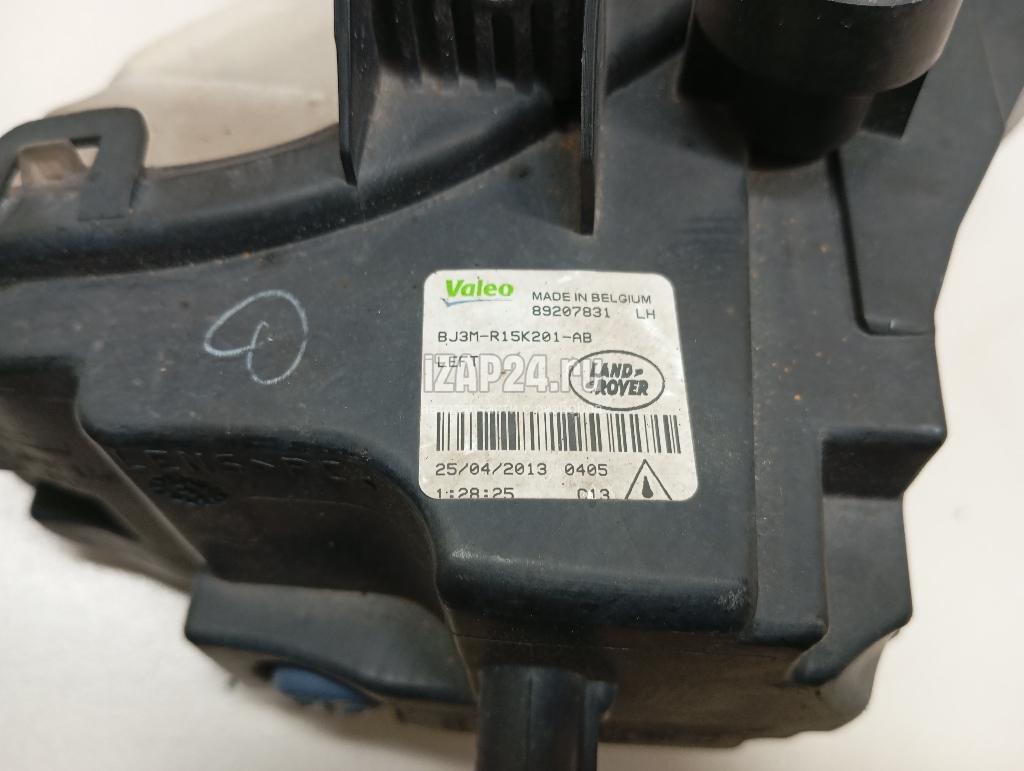 Valeo MADE IN BELGIUM
89207831 LH
BJ3M-R15K201-AB
LEFT
LAND-
ROVER
iZAP24.ru
25/04/2013 0405
1:28:25 C13
LENS